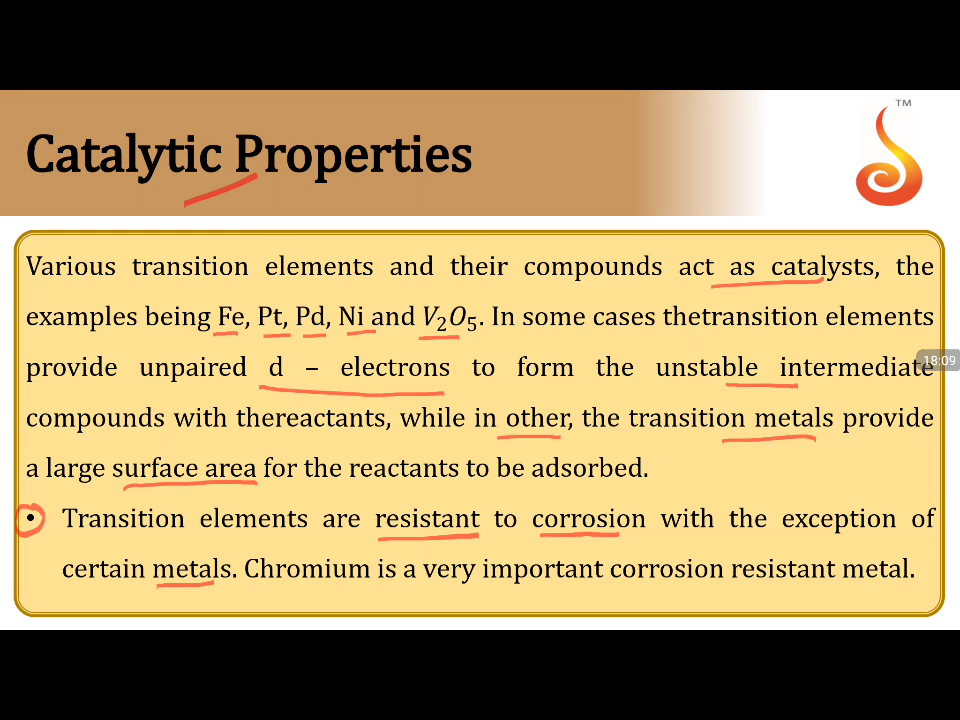 TM
Catalytic Properties
Various transition elements and their compounds act as catalysts, the
examples being Fe, Pt, Pd, Ni and V₂O₅. In some cases thetransition elements
18:09
provide unpaired d – electrons to form the unstable intermediate
compounds with thereactants, while in other, the transition metals provide
a large surface area for the reactants to be adsorbed.
• Transition elements are resistant to corrosion with the exception of
certain metals. Chromium is a very important corrosion resistant metal.